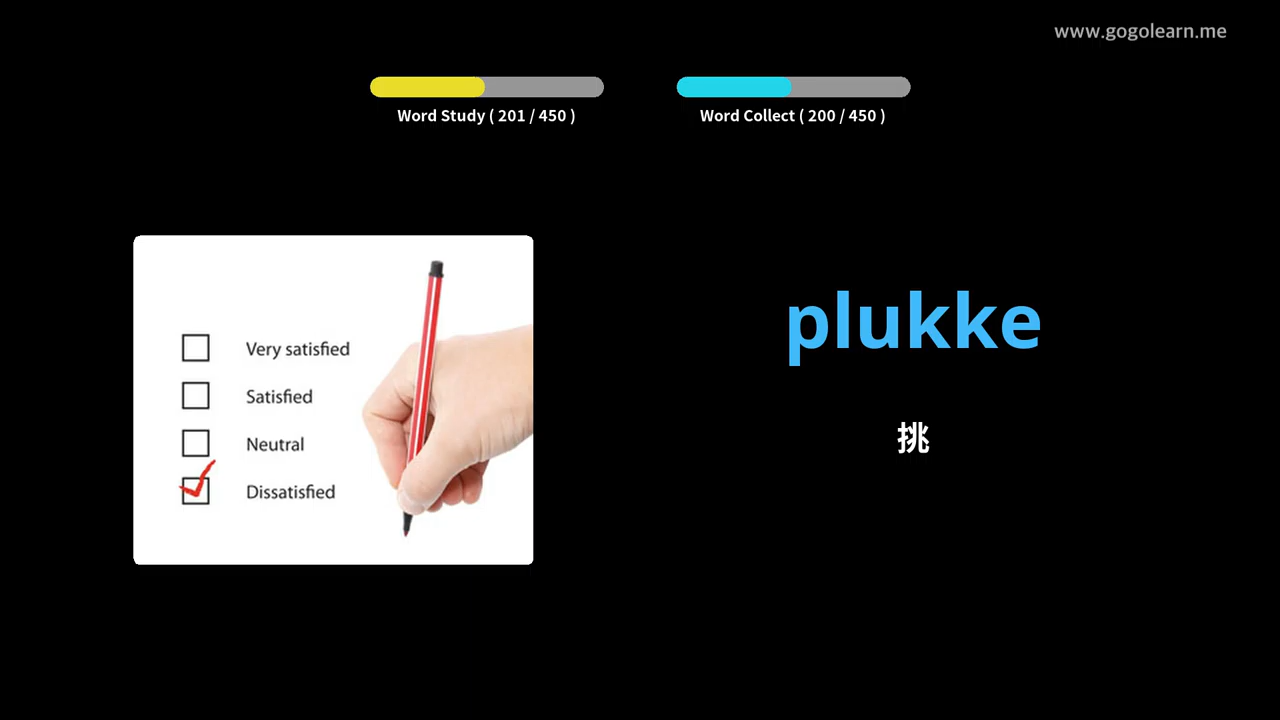 www.gogolearn.me
Word Study ( 201 / 450 )
Word Collect ( 200 / 450 )
Very satisfied
Satisfied
Neutral
Dissatisfied
plukke
挑